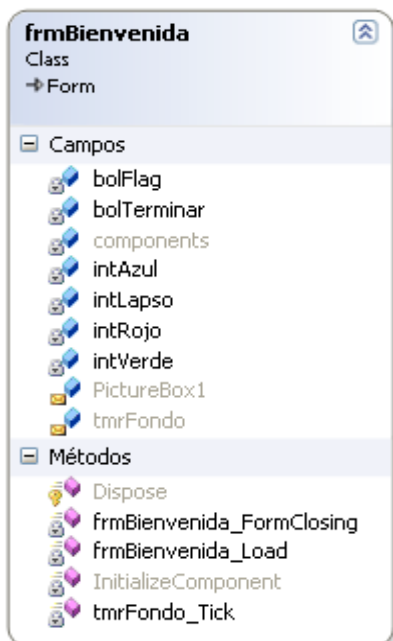 frmBienvenida
Class
Form
Campos
bolFlag
bolTerminar
components
intAzul
intLapso
intRojo
intVerde
PictureBox1
tmrFondo
Métodos
Dispose
frmBienvenida_FormClosing
frmBienvenida_Load
InitializeComponent
tmrFondo_Tick